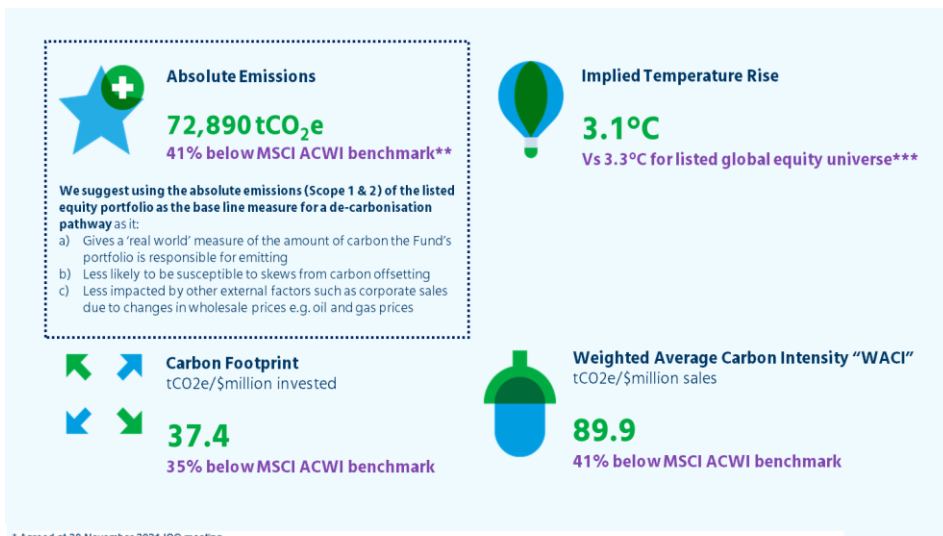 Absolute Emissions
72,890 tCO₂e
41% below MSCI ACWI benchmark**
We suggest using the absolute emissions (Scope 1 & 2) of the listed
equity portfolio as the base line measure for a de-carbonisation
pathway as it:
a) Gives a 'real world' measure of the amount of carbon the Fund's
portfolio is responsible for emitting
b) Less likely to be susceptible to skews from carbon offsetting
c) Less impacted by other external factors such as corporate sales
due to changes in wholesale prices e.g. oil and gas prices
Implied Temperature Rise
3.1°C
Vs 3.3°C for listed global equity universe***
Carbon Footprint
tCO2e/$million invested
37.4
35% below MSCI ACWI benchmark
Weighted Average Carbon Intensity "WACI"
tCO2e/$million sales
89.9
41% below MSCI ACWI benchmark